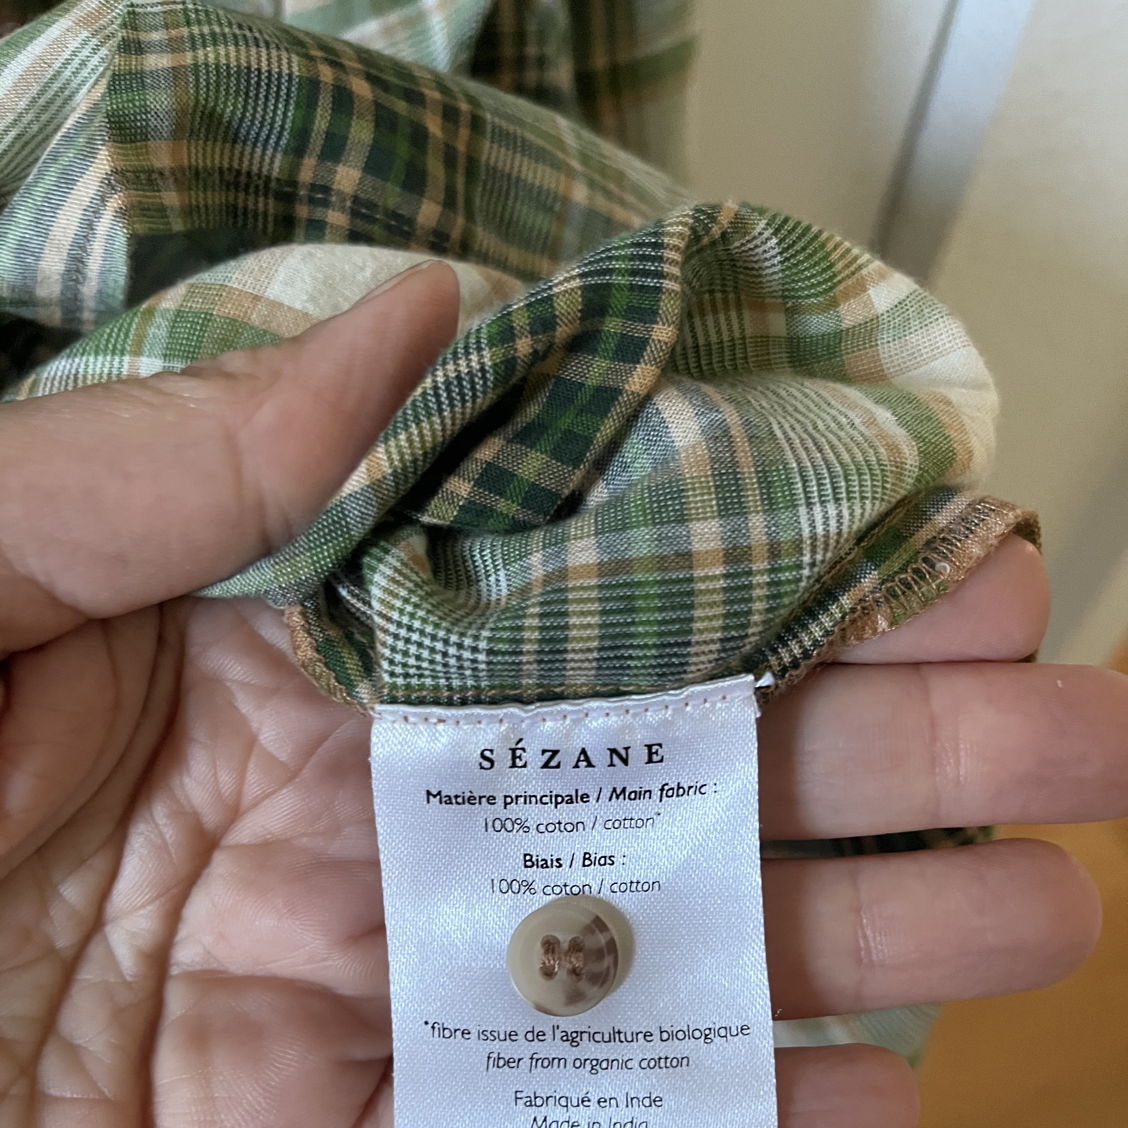 SÉZANE
Matière principale / Main fabric :
100% coton / cotton*
Biais / Bias :
100% coton / cotton
*fibre issue de l'agriculture biologique
fiber from organic cotton
Fabriqué en Inde
Made in India